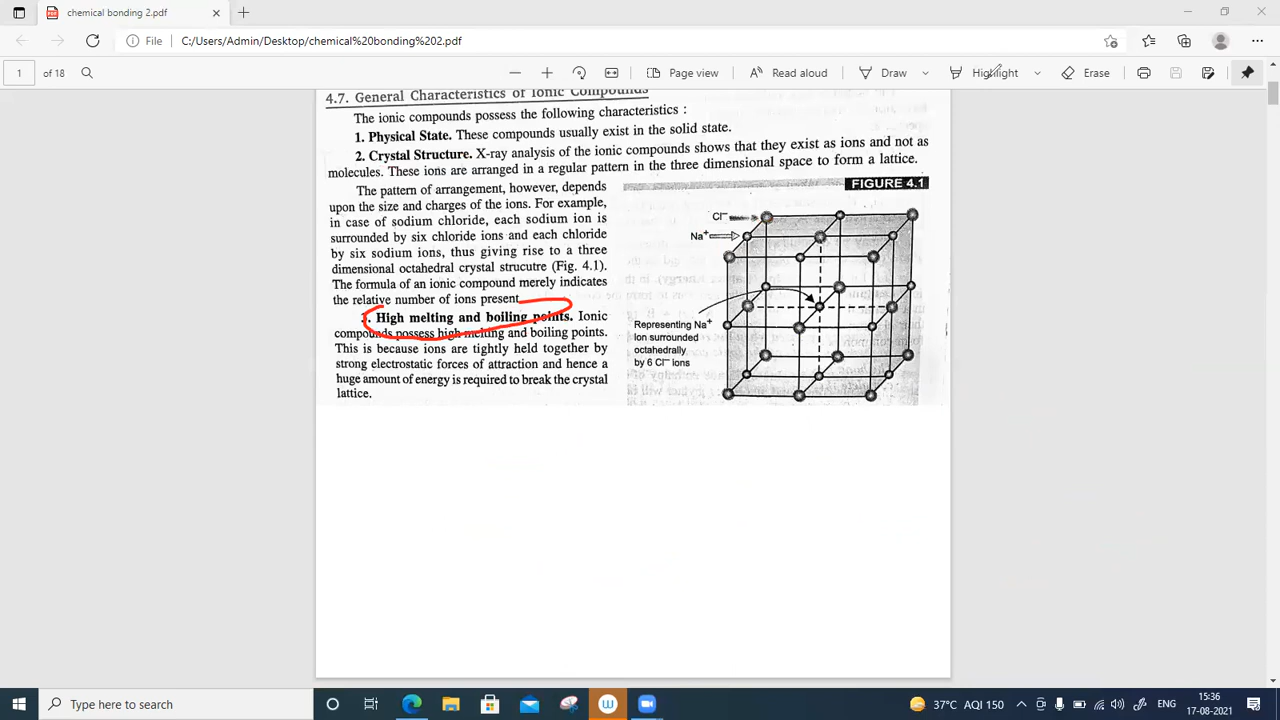 chemical bonding 2.pdf
File
C:/Users/Admin/Desktop/chemical%20bonding%202.pdf
1 of 18
Page view
Read aloud
Draw
Highlight
Erase
4.7. General Characteristics of Ionic Compounds
The ionic compounds possess the following characteristics :
1. Physical State. These compounds usually exist in the solid state.
2. Crystal Structure. X-ray analysis of the ionic compounds shows that they exist as ions and not as
molecules. These ions are arranged in a regular pattern in the three dimensional space to form a lattice.
The pattern of arrangement, however, depends
upon the size and charges of the ions. For example,
in case of sodium chloride, each sodium ion is
surrounded by six chloride ions and each chloride
by six sodium ions, thus giving rise to a three
dimensional octahedral crystal strucutre (Fig. 4.1).
The formula of an ionic compound merely indicates
the relative number of ions present
3. High melting and boiling points. Ionic
compounds possess high melting and boiling points.
This is because ions are tightly held together by
strong electrostatic forces of attraction and hence a
huge amount of energy is required to break the crystal
lattice.
FIGURE 4.1
Cl⁻
Na⁺
Representing Na⁺
ion surrounded
octahedrally
by 6 Cl⁻ ions
Type here to search
37°C AQI 150
ENG
15:36
17-08-2021